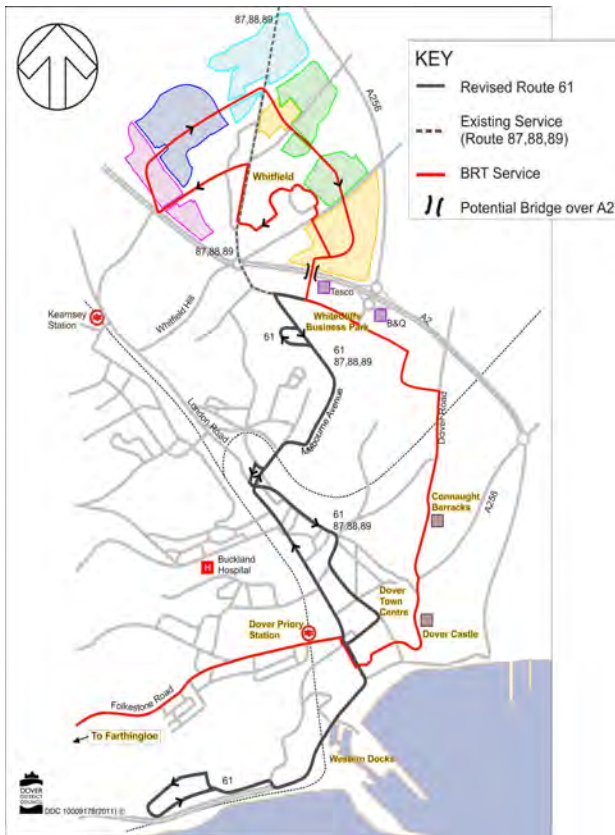 87,88,89
A256
KEY
Revised Route 61
Existing Service
(Route 87,88,89)
BRT Service
Potential Bridge over A2
Whitfield
87,88,89
Tesco
Whitecliffs
Business Park
B&Q
A2
Kearnsey
Station
Whitfield Hill
61
61
87,88,89
Melbourne Avenue
London Road
Dover Road
Connaught
Barracks
A256
61
87,88,89
H
Buckland
Hospital
Dover
Town
Centre
Dover Priory
Station
Dover Castle
Folkestone Road
To Farthingloe
Western Docks
61
DOVER
DISTRICT
COUNCIL
DDC 100019178(2011) ©